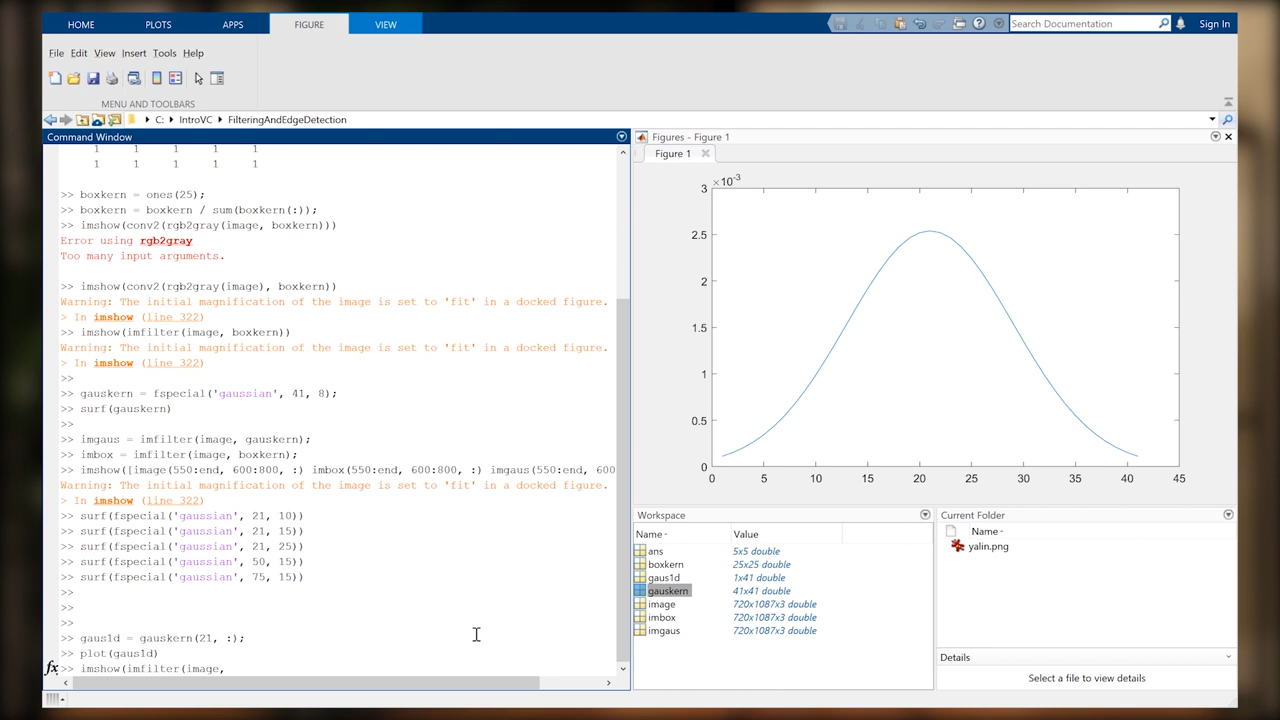 HOME PLOTS APPS FIGURE VIEW Search Documentation Sign In
File Edit View Insert Tools Help
MENU AND TOOLBARS
C: IntroVC FilteringAndEdgeDetection
Command Window
1 1 1 1 1
1 1 1 1 1
>> boxkern = ones(25);
>> boxkern = boxkern / sum(boxkern(:));
>> imshow(conv2(rgb2gray(image, boxkern)))
Error using rgb2gray
Too many input arguments.
>> imshow(conv2(rgb2gray(image), boxkern))
Warning: The initial magnification of the image is set to 'fit' in a docked figure.
> In imshow (line 322)
>> imshow(imfilter(image, boxkern))
Warning: The initial magnification of the image is set to 'fit' in a docked figure.
> In imshow (line 322)
>>
>> gauskern = fspecial('gaussian', 41, 8);
>> surf(gauskern)
>>
>> imgaus = imfilter(image, gauskern);
>> imbox = imfilter(image, boxkern);
>> imshow([image(550:end, 600:800, :) imbox(550:end, 600:800, :) imgaus(550:end, 600
Warning: The initial magnification of the image is set to 'fit' in a docked figure.
> In imshow (line 322)
>> surf(fspecial('gaussian', 21, 10))
>> surf(fspecial('gaussian', 21, 15))
>> surf(fspecial('gaussian', 21, 25))
>> surf(fspecial('gaussian', 50, 15))
>> surf(fspecial('gaussian', 75, 15))
>>
>>
>>
>> gaus1d = gauskern(21, :);
>> plot(gaus1d)
fx >> imshow(imfilter(image,
Figures - Figure 1
Figure 1
×10-3
3
2.5
2
1.5
1
0.5
0
0 5 10 15 20 25 30 35 40 45
Workspace
Name Value
ans 5x5 double
boxkern 25x25 double
gaus1d 1x41 double
gauskern 41x41 double
image 720x1087x3 double
imbox 720x1087x3 double
imgaus 720x1087x3 double
Current Folder
Name
yalin.png
Details
Select a file to view details